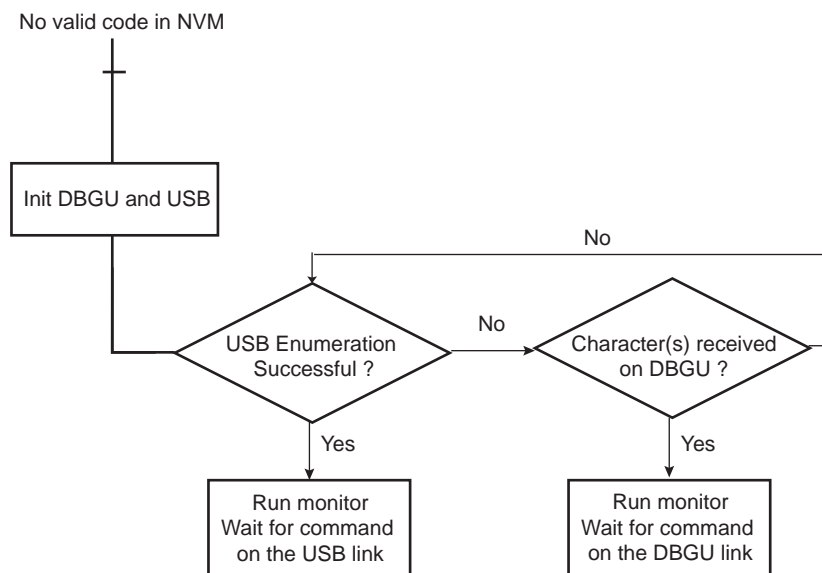 No valid code in NVM
Init DBGU and USB
No
USB Enumeration
Successful ?
No
Character(s) received
on DBGU ?
Yes
Yes
Run monitor
Wait for command
on the USB link
Run monitor
Wait for command
on the DBGU link